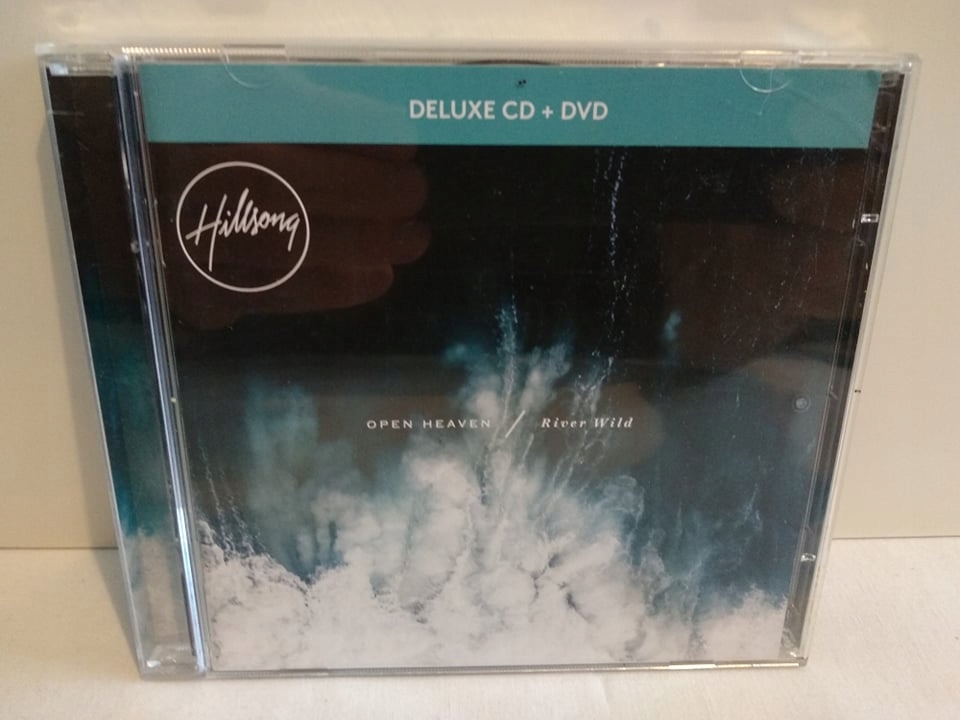 DELUXE CD + DVD
Hillsong
OPEN HEAVEN / River Wild